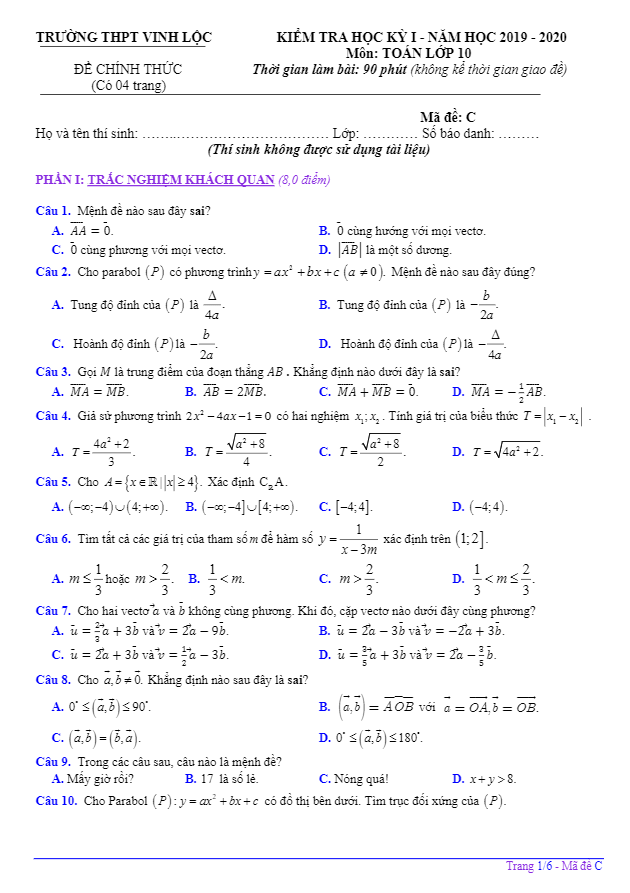 TRƯỜNG THPT VINH LỘC
KIỂM TRA HỌC KỲ I - NĂM HỌC 2019 - 2020
Môn: TOÁN LỚP 10
ĐỀ CHÍNH THỨC
Thời gian làm bài: 90 phút (không kể thời gian giao đề)
(Có 04 trang)
Mã đề: C
Họ và tên thí sinh: ……..…………………………… Lớp: ………… Số báo danh: ………
(Thí sinh không được sử dụng tài liệu)
PHẦN I: TRẮC NGHIỆM KHÁCH QUAN (8,0 điểm)
Câu 1. Mệnh đề nào sau đây sai?
A. $\overrightarrow{AA} = \vec{0}$. B. $\vec{0}$ cùng hướng với mọi vectơ.
C. $\vec{0}$ cùng phương với mọi vectơ. D. $|\overrightarrow{AB}|$ là một số dương.
Câu 2. Cho parabol $(P)$ có phương trình $y = ax^2 + bx + c \ (a \neq 0)$. Mệnh đề nào sau đây đúng?
A. Tung độ đỉnh của $(P)$ là $\frac{\Delta}{4a}$. B. Tung độ đỉnh của $(P)$ là $-\frac{b}{2a}$.
C. Hoành độ đỉnh $(P)$ là $-\frac{b}{2a}$. D. Hoành độ đỉnh của $(P)$ là $-\frac{\Delta}{4a}$.
Câu 3. Gọi M là trung điểm của đoạn thẳng AB . Khẳng định nào dưới đây là sai?
A. $\overrightarrow{MA} = \overrightarrow{MB}$. B. $\overrightarrow{AB} = 2\overrightarrow{MB}$. C. $\overrightarrow{MA} + \overrightarrow{MB} = \vec{0}$. D. $\overrightarrow{MA} = -\frac{1}{2}\overrightarrow{AB}$.
Câu 4. Giả sử phương trình $2x^2 - 4ax - 1 = 0$ có hai nghiệm $x_1; x_2$ . Tính giá trị của biểu thức $T = |x_1 - x_2|$ .
A. $T = \frac{4a^2 + 2}{3}$. B. $T = \frac{\sqrt{a^2 + 8}}{4}$. C. $T = \frac{\sqrt{a^2 + 8}}{2}$. D. $T = \sqrt{4a^2 + 2}$.
Câu 5. Cho $A = \{x \in \mathbb{R} \mid |x| \geq 4\}$. Xác định $C_{\mathbb{R}}A$.
A. $(-\infty; -4) \cup (4; +\infty)$. B. $(-\infty; -4] \cup [4; +\infty)$. C. $[-4; 4]$. D. $(-4; 4)$.
Câu 6. Tìm tất cả các giá trị của tham số m để hàm số $y = \frac{1}{x - 3m}$ xác định trên $(1; 2]$.
A. $m \leq \frac{1}{3}$ hoặc $m > \frac{2}{3}$. B. $\frac{1}{3} < m$. C. $m > \frac{2}{3}$. D. $\frac{1}{3} < m \leq \frac{2}{3}$.
Câu 7. Cho hai vectơ $\vec{a}$ và $\vec{b}$ không cùng phương. Khi đó, cặp vectơ nào dưới đây cùng phương?
A. $\vec{u} = \frac{2}{3}\vec{a} + 3\vec{b}$ và $\vec{v} = 2\vec{a} - 9\vec{b}$. B. $\vec{u} = 2\vec{a} - 3\vec{b}$ và $\vec{v} = -2\vec{a} + 3\vec{b}$.
C. $\vec{u} = 2\vec{a} + 3\vec{b}$ và $\vec{v} = \frac{1}{2}\vec{a} - 3\vec{b}$. D. $\vec{u} = \frac{3}{5}\vec{a} + 3\vec{b}$ và $\vec{v} = 2\vec{a} - \frac{3}{5}\vec{b}$.
Câu 8. Cho $\vec{a}, \vec{b} \neq \vec{0}$. Khẳng định nào sau đây là sai?
A. $0° \leq (\vec{a}, \vec{b}) \leq 90°$. B. $(\vec{a}, \vec{b}) = \widehat{AOB}$ với $\vec{a} = \overrightarrow{OA}, \vec{b} = \overrightarrow{OB}$.
C. $(\vec{a}, \vec{b}) = (\vec{b}, \vec{a})$. D. $0° \leq (\vec{a}, \vec{b}) \leq 180°$.
Câu 9. Trong các câu sau, câu nào là mệnh đề?
A. Mấy giờ rồi? B. 17 là số lẻ. C. Nóng quá! D. $x + y > 8$.
Câu 10. Cho Parabol $(P): y = ax^2 + bx + c$ có đồ thị bên dưới. Tìm trục đối xứng của $(P)$.
Trang 1/6 - Mã đề C